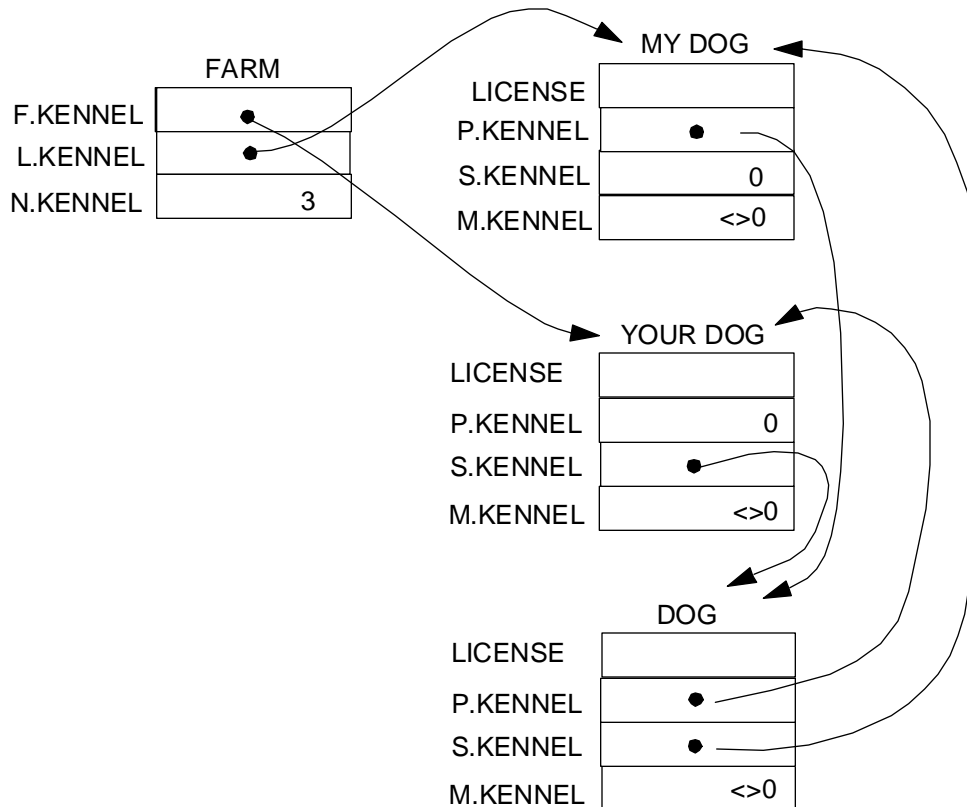 FARM
F.KENNEL
L.KENNEL
N.KENNEL 3
MY DOG
LICENSE
P.KENNEL
S.KENNEL 0
M.KENNEL <>0
YOUR DOG
LICENSE
P.KENNEL 0
S.KENNEL
M.KENNEL <>0
DOG
LICENSE
P.KENNEL
S.KENNEL
M.KENNEL <>0